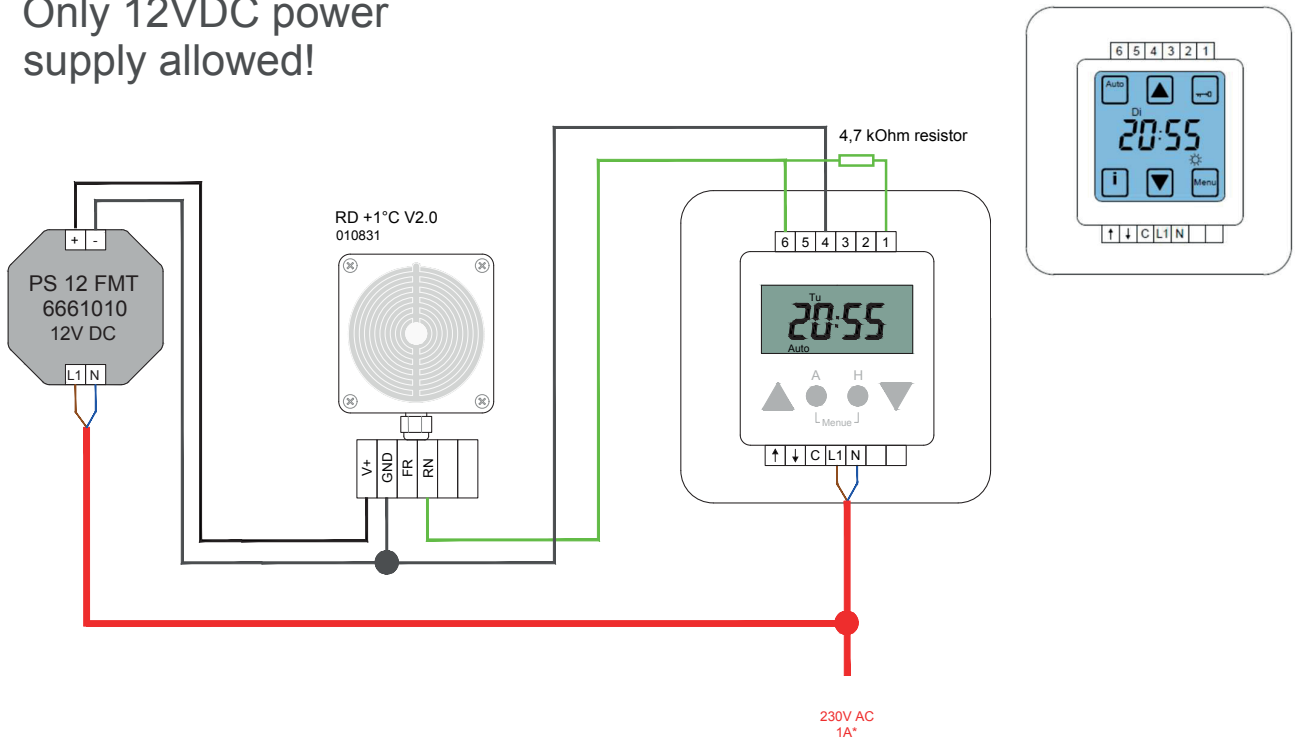 Only 12VDC power
supply allowed!
6 5 4 3 2 1
Auto
Di
20:55
i
Menu
↑ ↓ C L1 N
4,7 kOhm resistor
RD +1°C V2.0
010831
+ -
PS 12 FMT
6661010
12V DC
L1 N
V+ GND FR RN
6 5 4 3 2 1
Tu
20:55
Auto
A H
Menue
↑ ↓ C L1 N
230V AC
1A*